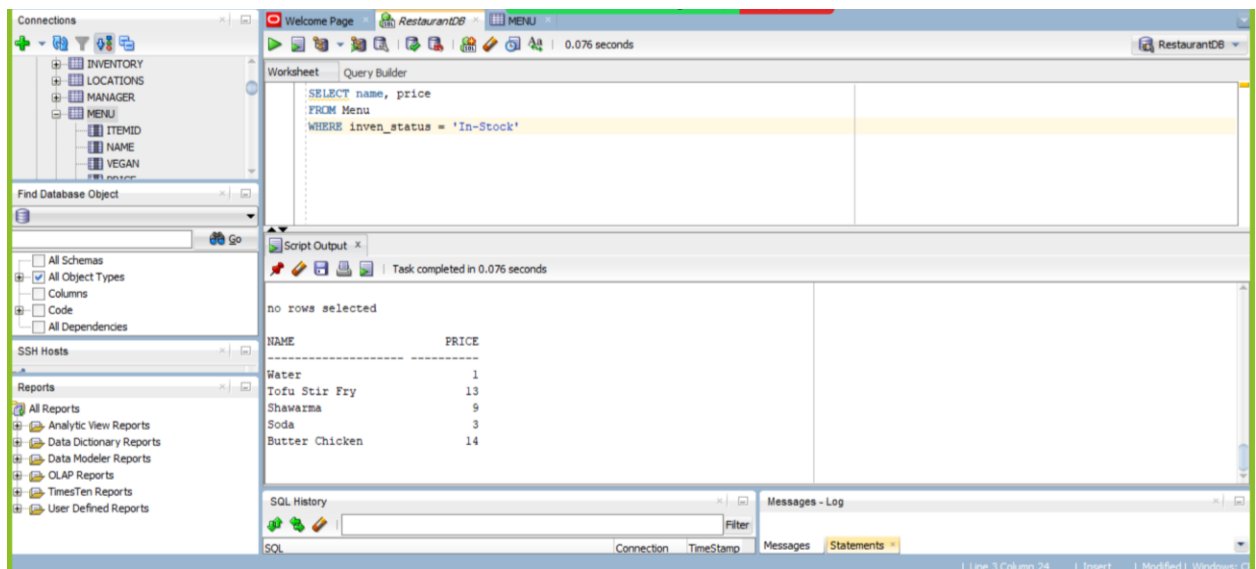 Connections
INVENTORY
LOCATIONS
MANAGER
MENU
ITEMID
NAME
VEGAN
PRICE
Find Database Object
Go
All Schemas
All Object Types
Columns
Code
All Dependencies
SSH Hosts
Reports
All Reports
Analytic View Reports
Data Dictionary Reports
Data Modeler Reports
OLAP Reports
TimesTen Reports
User Defined Reports
Welcome Page RestaurantDB MENU
0.076 seconds RestaurantDB
Worksheet Query Builder
SELECT name, price
FROM Menu
WHERE inven_status = 'In-Stock'
Script Output
Task completed in 0.076 seconds
no rows selected
NAME PRICE
-------------------- ----------
Water 1
Tofu Stir Fry 13
Shawarma 9
Soda 3
Butter Chicken 14
SQL History
Filter
SQL Connection TimeStamp
Messages - Log
Messages Statements
Line 3 Column 24 | Insert | Modified | Windows: